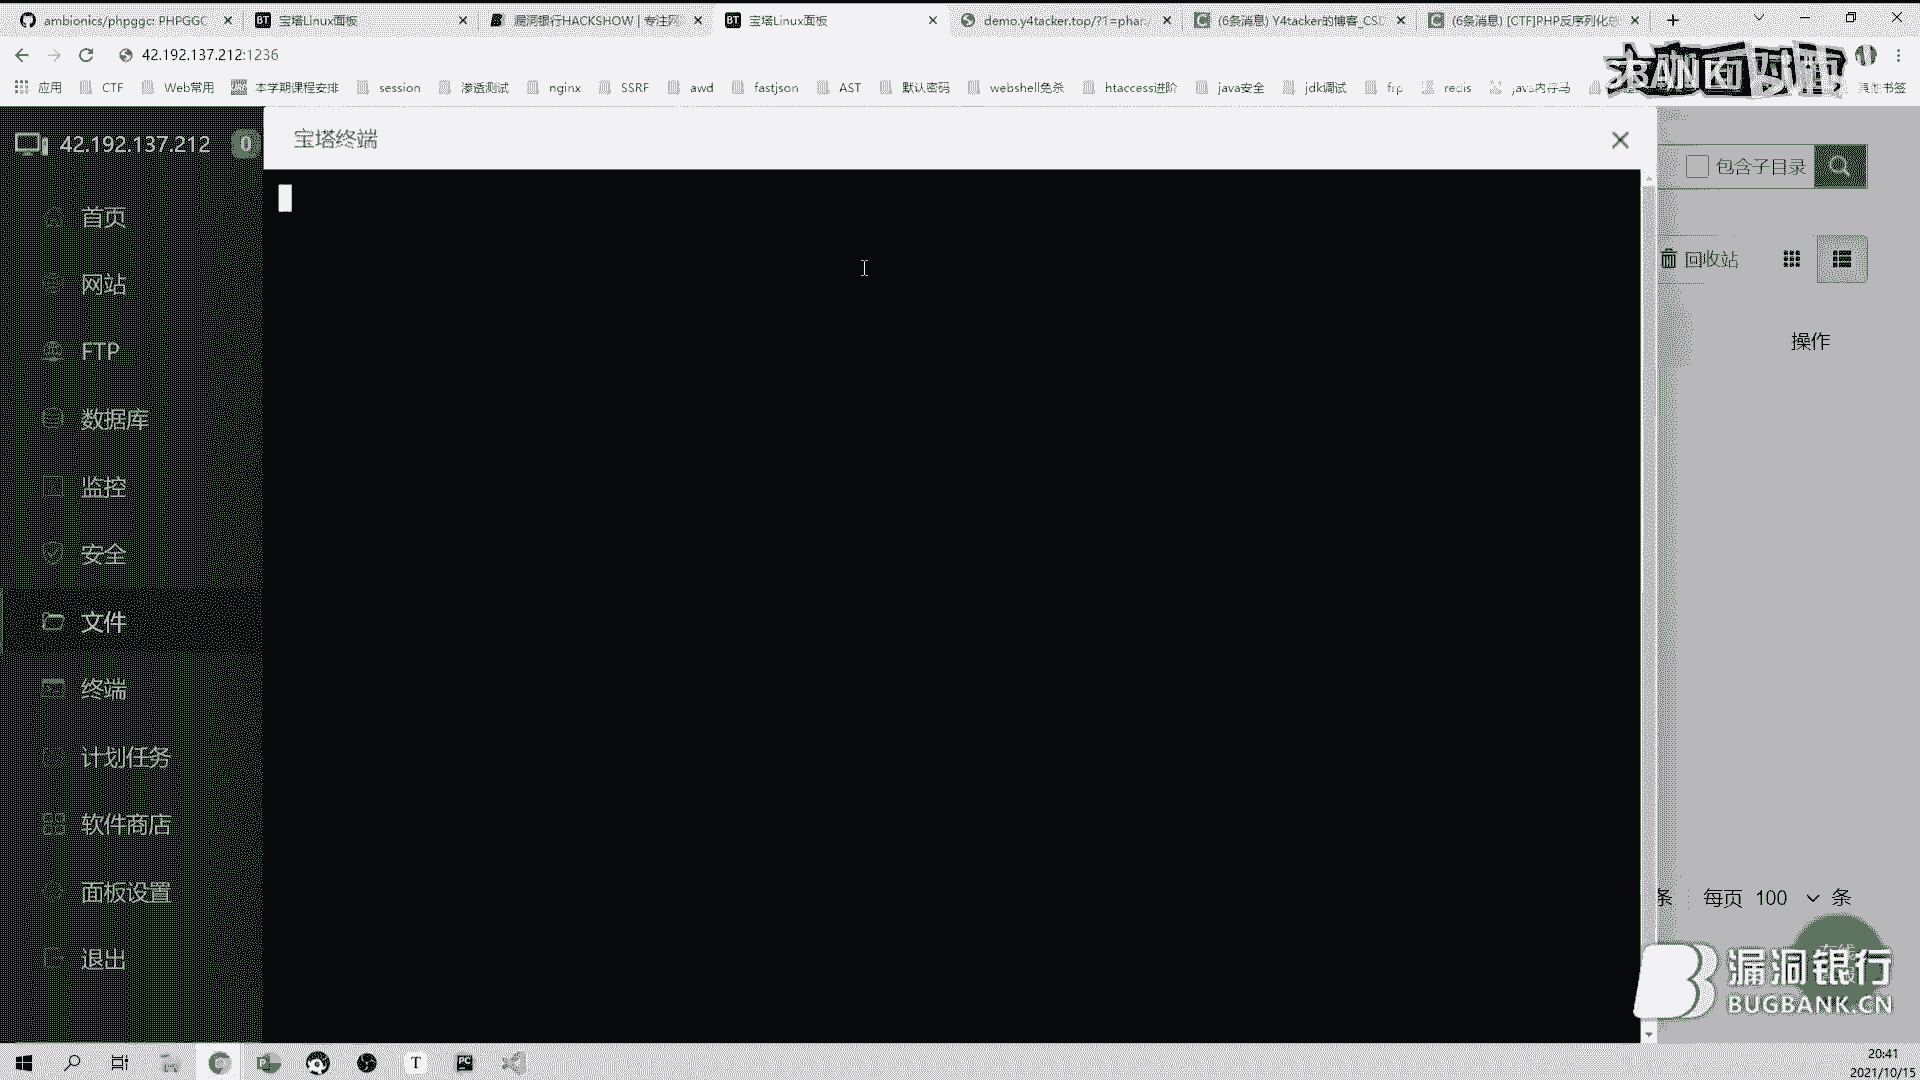 ambionics/phpggc: PHPGGC
宝塔Linux面板
漏洞银行HACKSHOW | 专注网
宝塔Linux面板
demo.y4tacker.top/?1=phar:
(6条消息) Y4tacker的博客_CSD
(6条消息) [CTF]PHP反序列化总
42.192.137.212:1236
应用
CTF
Web常用
本学期课程安排
session
渗透测试
nginx
SSRF
awd
fastjson
AST
默认密码
webshell免杀
htaccess进阶
java安全
jdk调试
frp
redis
java内存马
其他书签
42.192.137.212
0
宝塔终端
包含子目录
首页
网站
回收站
FTP
操作
数据库
监控
安全
文件
终端
计划任务
软件商店
面板设置
条
每页 100 条
退出
漏洞银行
BUGBANK.CN
20:41
2021/10/15